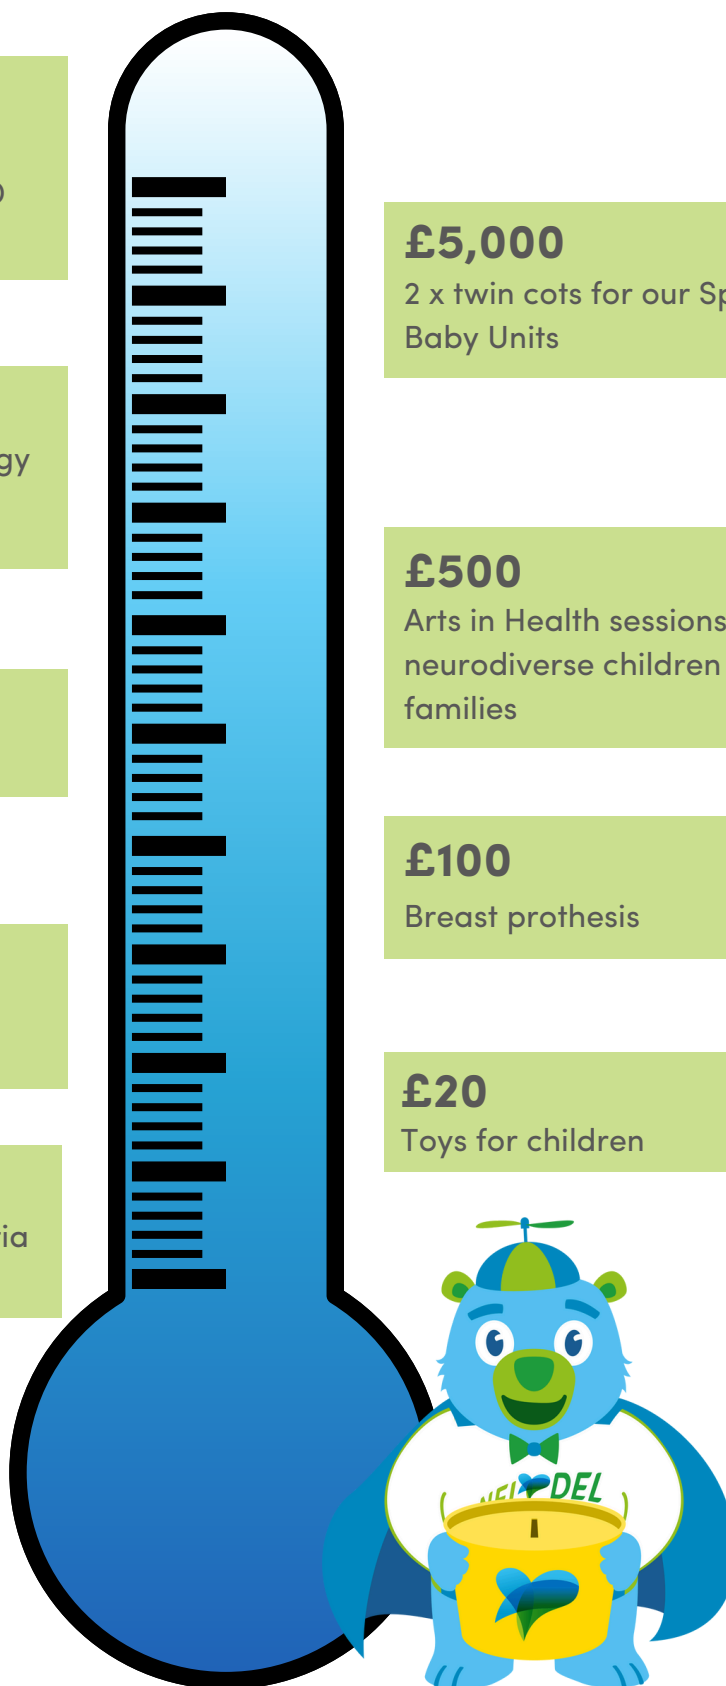 £5,000
2 x twin cots for our
Baby Units
£500
Arts in Health sessions
neurodiverse children
families
£100
Breast prothesis
£20
Toys for children
DEL